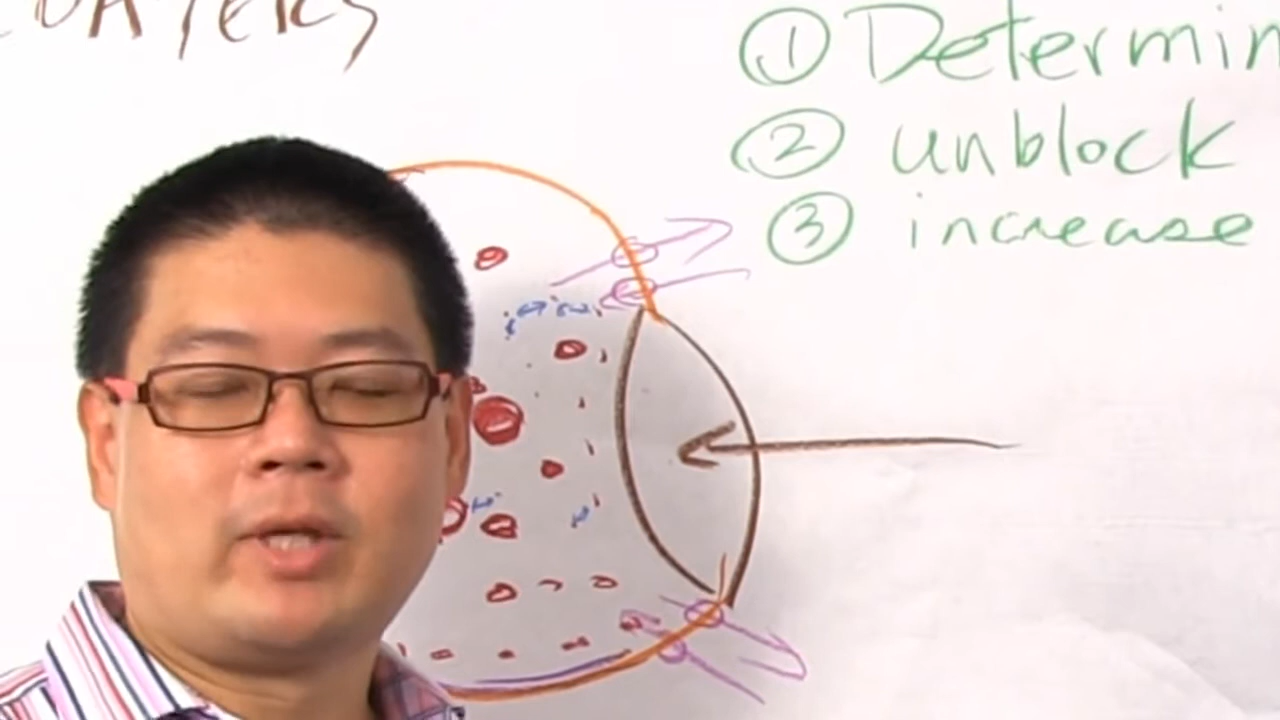 ① Determin
② unblock
③ increase